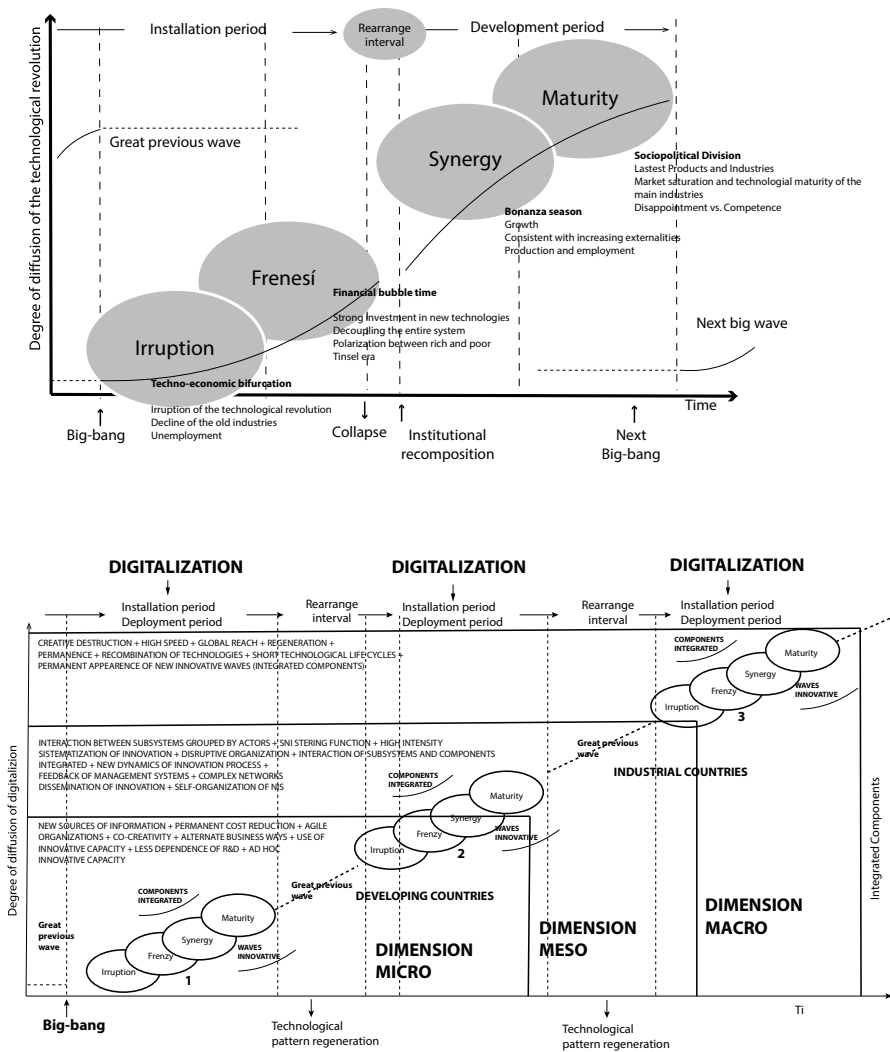 Installation period
Rearrange
interval
Development period
Degree of diffusion of the technological revolution
Great previous wave
Maturity
Synergy
Sociopolitical Division
Lastest Products and Industries
Market saturation and technologial maturity of the
main industries
Disappointment vs. Competence
Bonanza season
Growth
Consistent with increasing externalities
Production and employment
Frenesí
Financial bubble time
Strong investment in new technologies
Decoupling the entire system
Polarization between rich and poor
Tinsel era
Next big wave
Irruption
Techno-economic bifurcation
Irruption of the technological revolution
Decline of the old industries
Unemployment
Time
Big-bang
Collapse
Institutional
recomposition
Next
Big-bang
DIGITALIZATION
DIGITALIZATION
DIGITALIZATION
Installation period
Deployment period
Rearrange
interval
Installation period
Deployment period
Rearrange
interval
Installation period
Deployment period
CREATIVE DESTRUCTION + HIGH SPEED + GLOBAL REACH + REGENERATION +
PERMANENCE + RECOMBINATION OF TECHNOLOGIES + SHORT TECHNOLOGICAL LIFE CYCLES +
PERMANENT APPEARENCE OF NEW INNOVATIVE WAVES (INTEGRATED COMPONENTS)
COMPONENTS
INTEGRATED
Maturity
Synergy
Frenzy
Irruption
WAVES
INNOVATIVE
3
INTERACTION BETWEEN SUBSYSTEMS GROUPED BY ACTORS + SNI STERING FUNCTION + HIGH INTENSITY
SISTEMATIZATION OF INNOVATION + DISRUPTIVE ORGANIZATION + INTERACTION OF SUBSYSTEMS AND COMPONENTS
INTEGRATED + NEW DYNAMICS OF INNOVATION PROCESS +
FEEDBACK OF MANAGEMENT SYSTEMS + COMPLEX NETWORKS
DISSEMINATION OF INNOVATION + SELF-ORGANIZATION OF NIS
Great previous
wave
INDUSTRIAL COUNTRIES
COMPONENTS
INTEGRATED
Maturity
Synergy
Frenzy
Irruption
WAVES
INNOVATIVE
2
NEW SOURCES OF INFORMATION + PERMANENT COST REDUCTION + AGILE
ORGANIZATIONS + CO-CREATIVITY + ALTERNATE BUSINESS WAYS + USE OF
INNOVATIVE CAPACITY + LESS DEPENDENCE OF R&D + AD HOC
INNOVATIVE CAPACITY
Degree of diffusion of digitalizion
Integrated Components
Great previous
wave
DEVELOPING COUNTRIES
COMPONENTS
INTEGRATED
Maturity
Synergy
Frenzy
Irruption
WAVES
INNOVATIVE
1
Great
previous
wave
DIMENSION
MICRO
DIMENSION
MESO
DIMENSION
MACRO
Ti
Big-bang
Technological
pattern regeneration
Technological
pattern regeneration